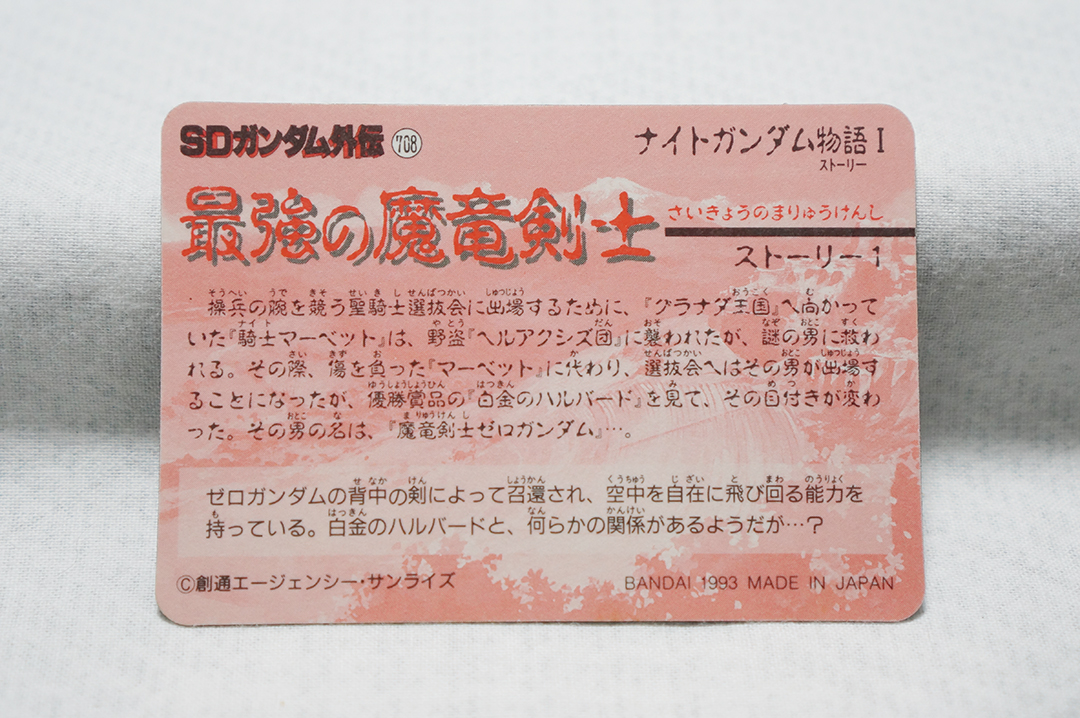 SDガンダム外伝 708
ナイトガンダム物語 I
ストーリー
最強の魔竜剣士
さいきょうのまりゅうけんし
ストーリー1
操兵の腕を競う聖騎士選抜会に出場するために、『グラナダ王国』へ向かって
いた『騎士マーベット』は、野盗『ヘルアクシズ団』に襲われたが、謎の男に救わ
れる。その際、傷を負った『マーベット』に代わり、選抜会へはその男が出場す
ることになったが、優勝賞品の『白金のハルバード』を見て、その目付きが変わ
った。その男の名は、『魔竜剣士ゼロガンダム』…。
ゼロガンダムの背中の剣によって召還され、空中を自在に飛び回る能力を
持っている。白金のハルバードと、何らかの関係があるようだが…？
©創通エージェンシー・サンライズ
BANDAI 1993 MADE IN JAPAN